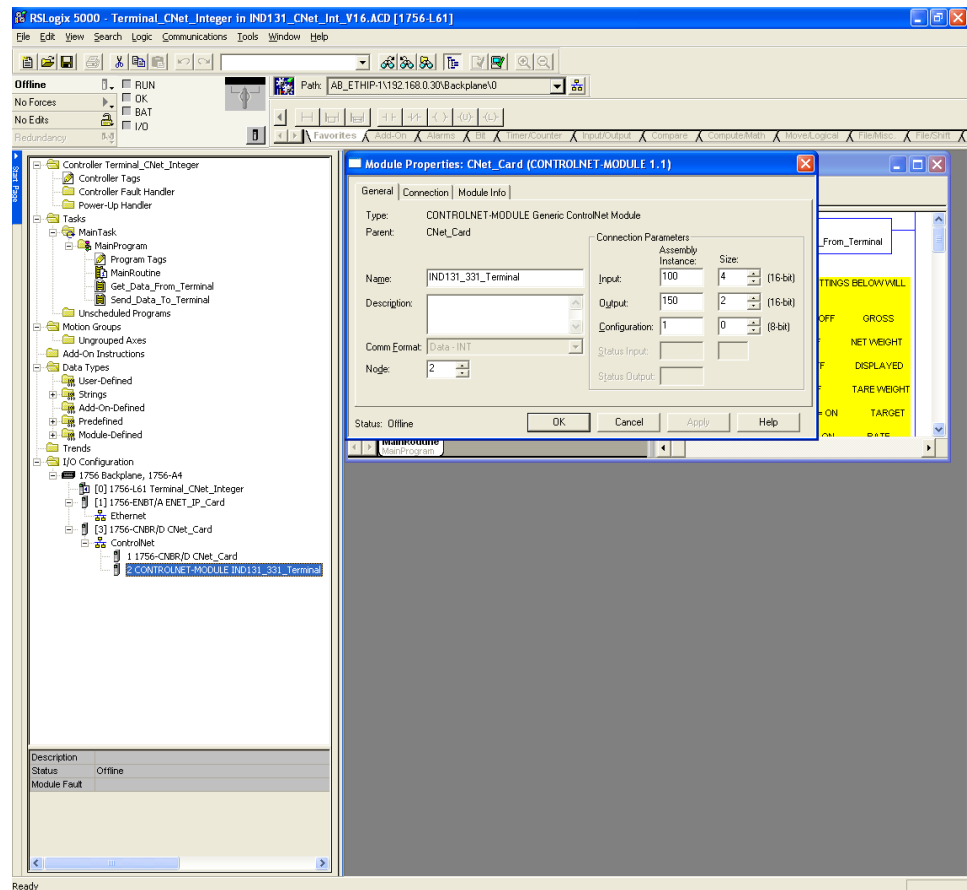 RSLogix 5000 - Terminal_CNet_Integer in IND131_CNet_Int_V16.ACD [1756-L61]
File Edit View Search Logic Communications Tools Window Help
Offline
RUN
Path: AB_ETHIP-1\192.168.0.30\Backplane\0
No Forces
OK
No Edits
BAT
Redundancy
I/O
Favorites Add-On Alarms Bit Timer/Counter Input/Output Compare Compute/Math Move/Logical File/Misc. File/Shift
Start Page
Controller Terminal_CNet_Integer
Controller Tags
Controller Fault Handler
Power-Up Handler
Tasks
MainTask
MainProgram
Program Tags
MainRoutine
Get_Data_From_Terminal
Send_Data_To_Terminal
Unscheduled Programs
Motion Groups
Ungrouped Axes
Add-On Instructions
Data Types
User-Defined
Strings
Add-On-Defined
Predefined
Module-Defined
Trends
I/O Configuration
1756 Backplane, 1756-A4
[0] 1756-L61 Terminal_CNet_Integer
[1] 1756-ENBT/A ENET_IP_Card
Ethernet
[3] 1756-CNBR/D CNet_Card
ControlNet
1 1756-CNBR/D CNet_Card
2 CONTROLNET-MODULE IND131_331_Terminal
Description
Status Offline
Module Fault
Module Properties: CNet_Card (CONTROLNET-MODULE 1.1)
General Connection Module Info
Type: CONTROLNET-MODULE Generic ControlNet Module
Parent: CNet_Card
Connection Parameters
Assembly
Instance: Size:
Name: IND131_331_Terminal
Input: 100 4 (16-bit)
Description:
Output: 150 2 (16-bit)
Configuration: 1 0 (8-bit)
Comm Format: Data - INT
Status Input:
Node: 2
Status Output:
Status: Offline
OK Cancel Apply Help
_From_Terminal
TTINGS BELOW WILL
OFF GROSS
F NET WEIGHT
F DISPLAYED
F TARE WEIGHT
= ON TARGET
ON RATE
MainRoutine
MainProgram
Ready